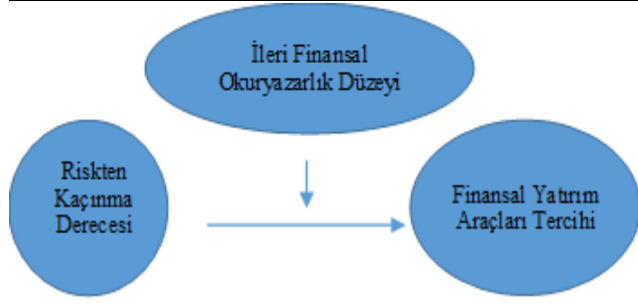 İleri Finansal
Okuryazarlık Düzeyi
Riskten
Kaçınma
Derecesi
Finansal Yatırım
Araçları Tercihi